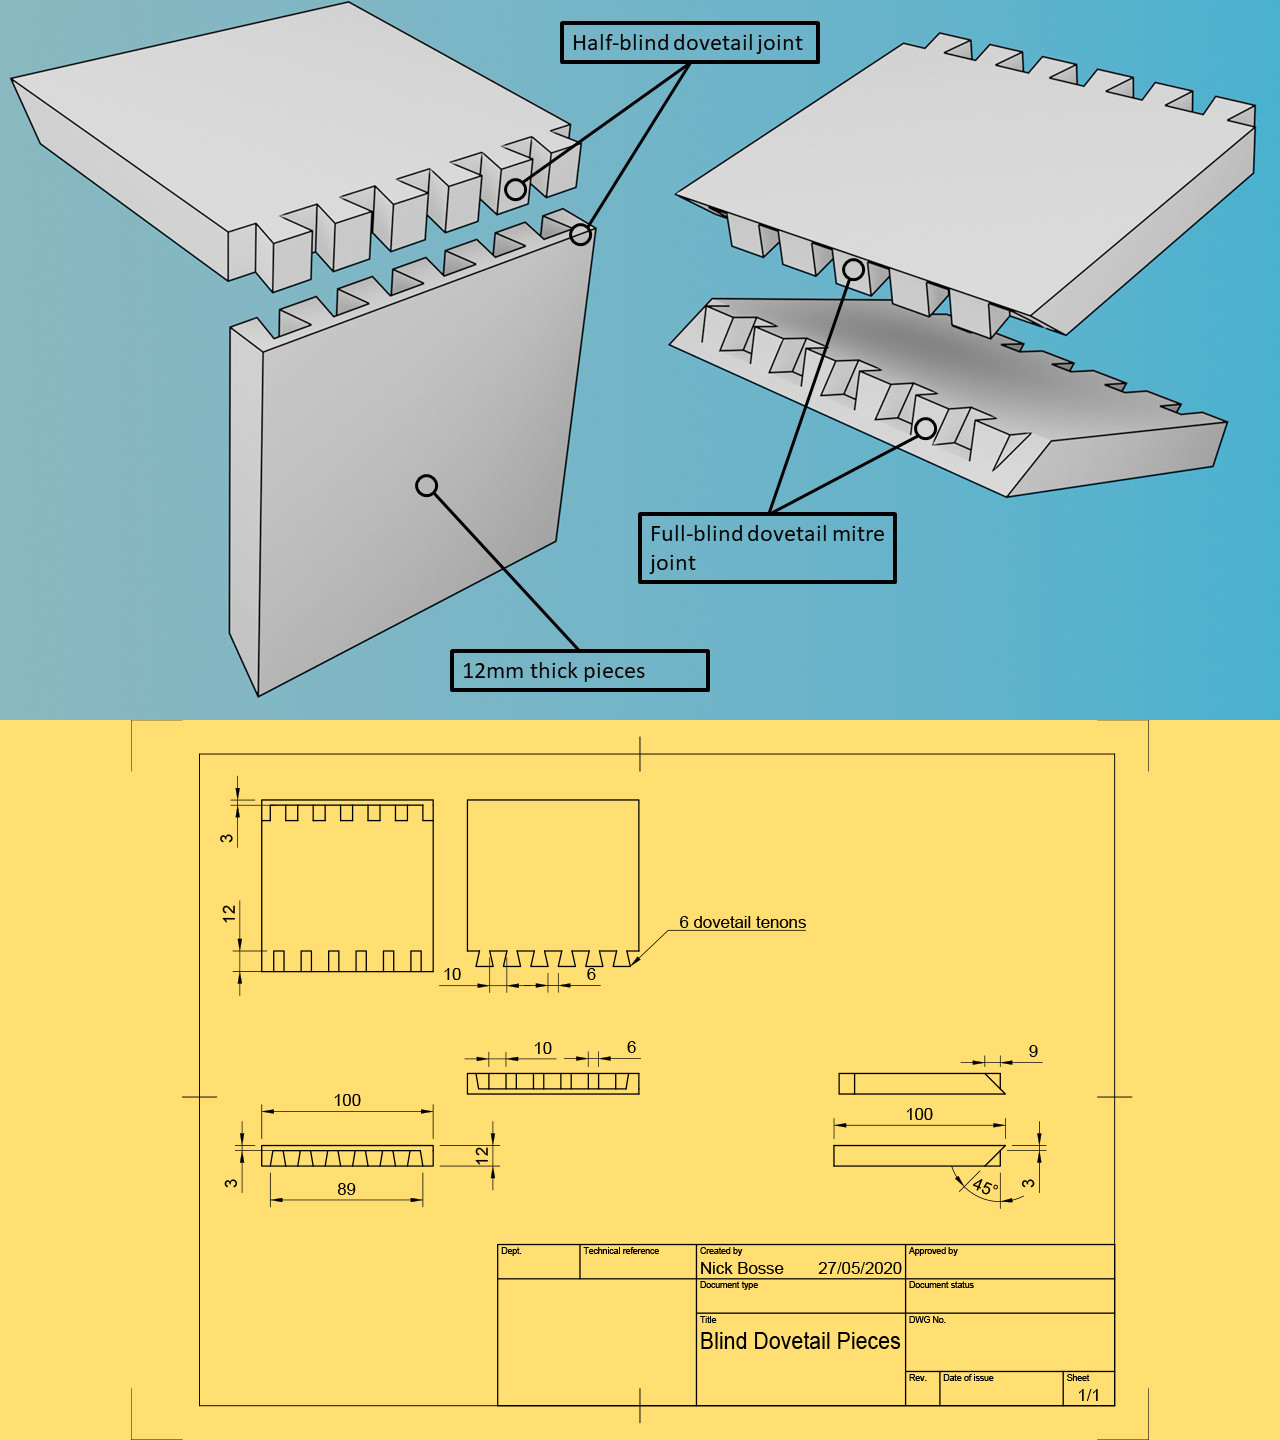 Half-blind dovetail joint
Full-blind dovetail mitre
joint
12mm thick pieces
3
12
6 dovetail tenons
10
6
10
6
9
100
100
3
12
3
89
45°
Dept.
Technical reference
Created by
Approved by
Nick Bosse
27/05/2020
Document type
Document status
Title
DWG No.
Blind Dovetail Pieces
Rev.
Date of issue
Sheet
1/1